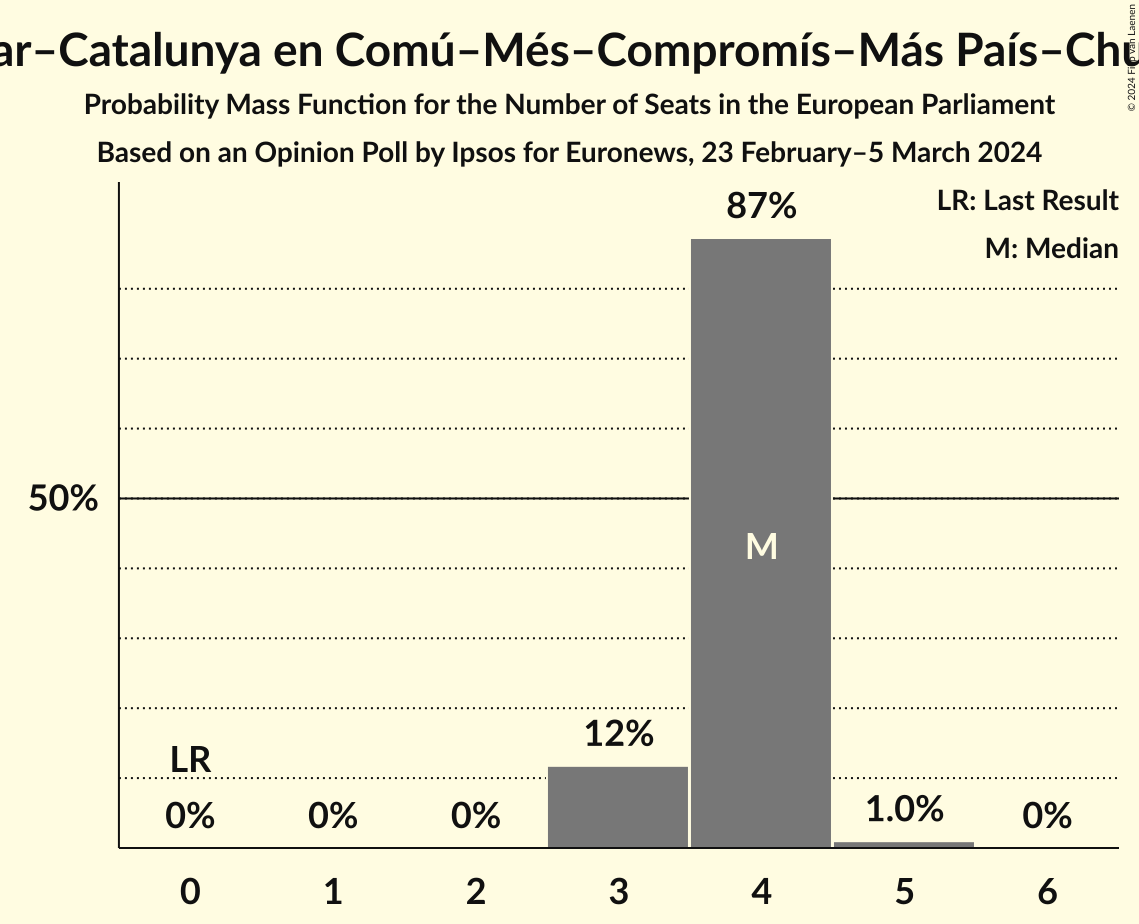 ar–Catalunya en Comú–Més–Compromís–Más País–Chu
© 2024 Filip van Laenen
Probability Mass Function for the Number of Seats in the European Parliament
Based on an Opinion Poll by Ipsos for Euronews, 23 February–5 March 2024
LR: Last Result
M: Median
87%
50%
M
12%
LR
0%
0%
0%
1.0%
0%
0
1
2
3
4
5
6